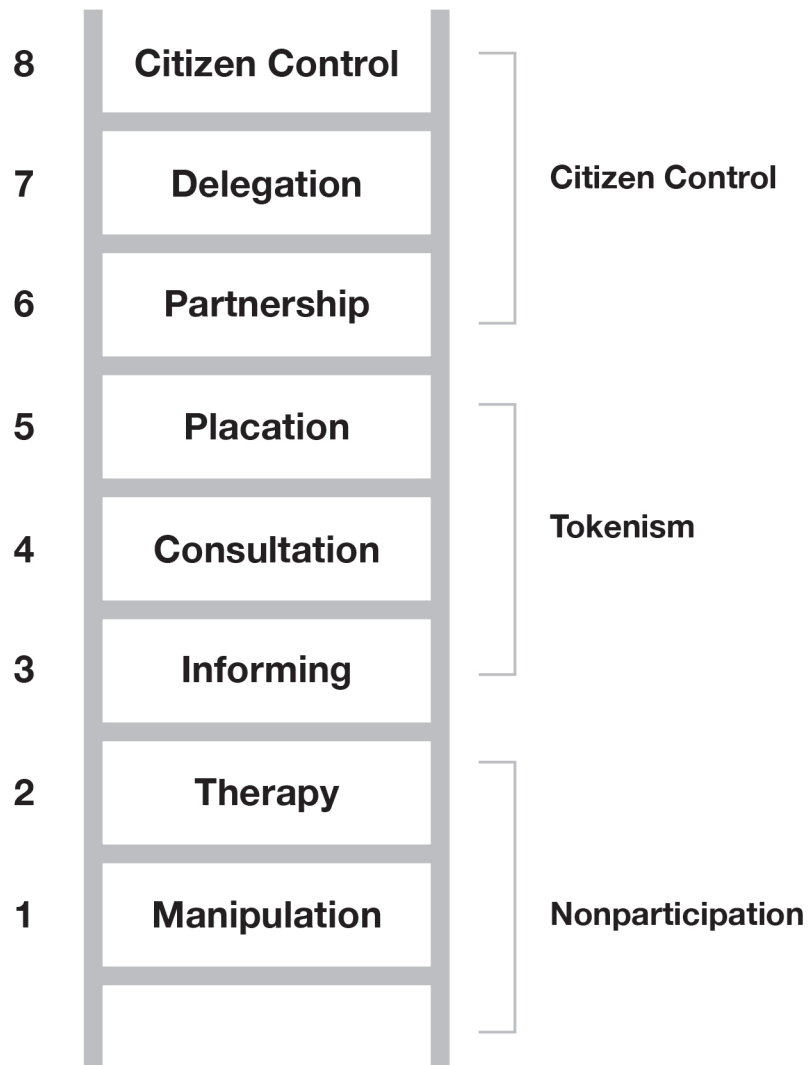 8 Citizen Control
7 Delegation
Citizen Control
6 Partnership
5 Placation
4 Consultation
Tokenism
3 Informing
2 Therapy
1 Manipulation
Nonparticipation